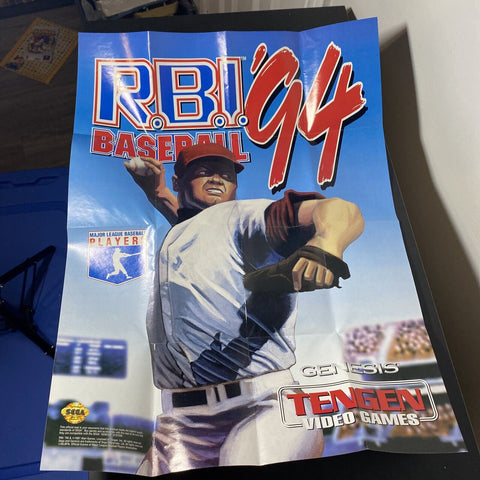 R.B.I.'94
BASEBALL
MAJOR LEAGUE BASEBALL
PLAYERS
GENESIS
TENGEN
VIDEO GAMES
SEGA